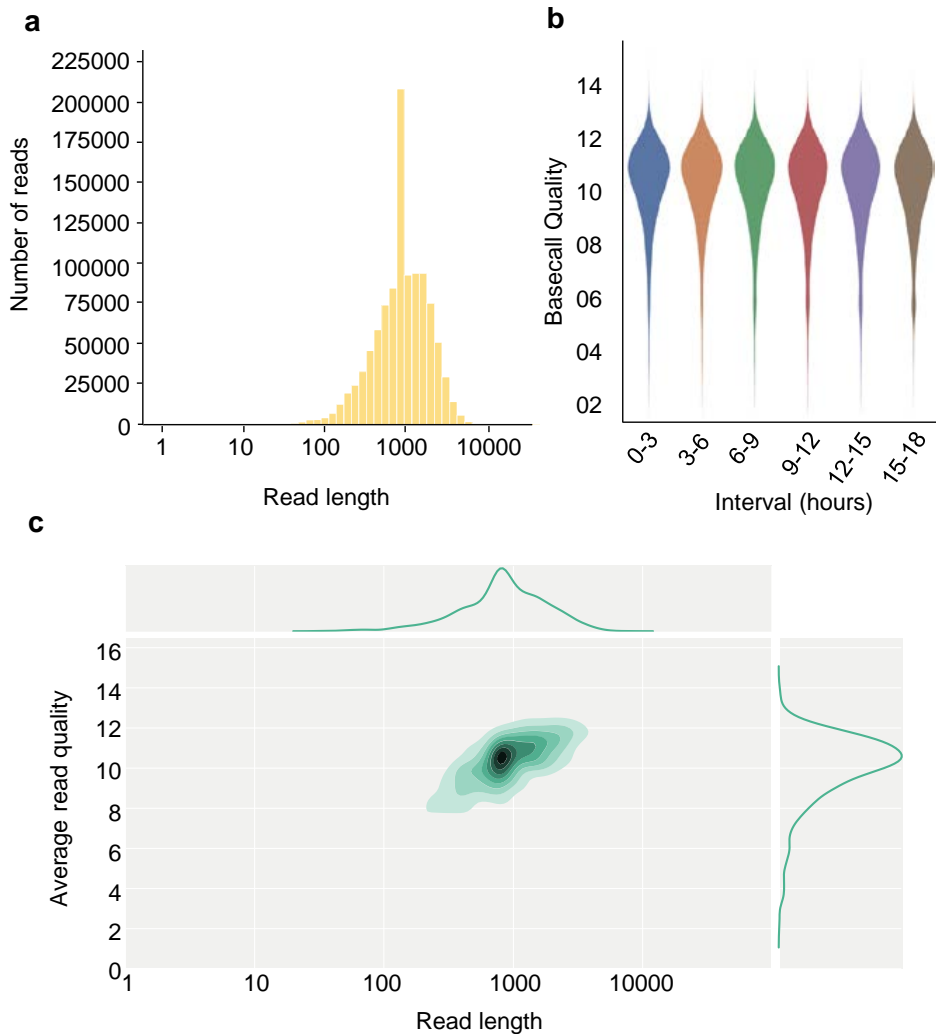 a
225000
200000
175000
150000
125000
100000
75000
50000
25000
0
Number of reads
1 10 100 1000 10000
Read length
b
14
12
10
08
06
04
02
Basecall Quality
0-3 3-6 6-9 9-12 12-15 15-18
Interval (hours)
c
16
14
12
10
8
6
4
2
0
Average read quality
1 10 100 1000 10000
Read length